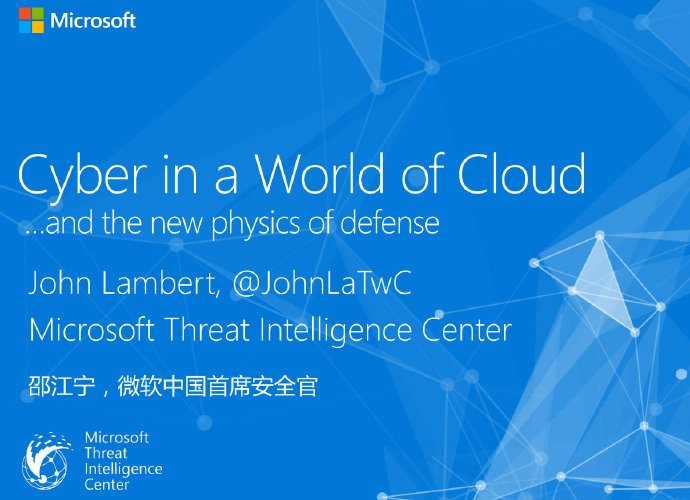 Microsoft
Cyber in a World of Cloud
...and the new physics of defense
John Lambert, @JohnLaTwC
Microsoft Threat Intelligence Center
邵江宁，微软中国首席安全官
Microsoft
Threat
Intelligence
Center